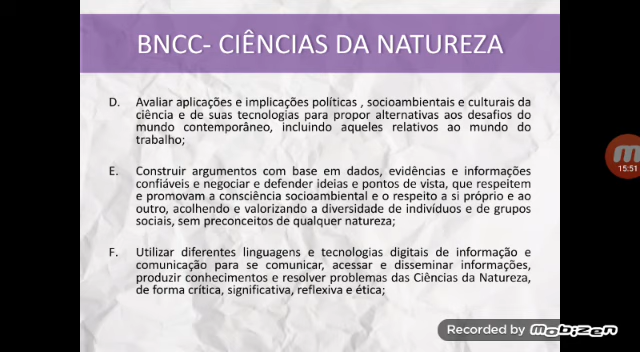 BNCC- CIÊNCIAS DA NATUREZA
D. Avaliar aplicações e implicações políticas , socioambientais e culturais da
ciência e de suas tecnologias para propor alternativas aos desafios do
mundo contemporâneo, incluindo aqueles relativos ao mundo do
trabalho;
E. Construir argumentos com base em dados, evidências e informações
confiáveis e negociar e defender ideias e pontos de vista, que respeitem
e promovam a consciência socioambiental e o respeito a si próprio e ao
outro, acolhendo e valorizando a diversidade de indivíduos e de grupos
sociais, sem preconceitos de qualquer natureza;
F. Utilizar diferentes linguagens e tecnologias digitais de informação e
comunicação para se comunicar, acessar e disseminar informações,
produzir conhecimentos e resolver problemas das Ciências da Natureza,
de forma crítica, significativa, reflexiva e ética;
m
15:51
Recorded by Mobizen